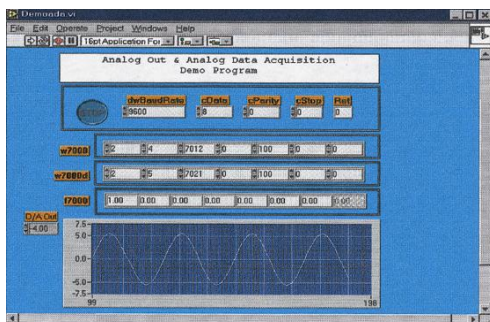 Demoada.vi
File Edit Operate Project Windows Help
16pt Application For
Analog Out & Analog Data Acquisition
Demo Program
STOP
dwBaudRate cData cParity cStop Ret
9600 8 0 0 0
w7000 2 4 7012 0 100 0 0
w7000d 2 5 7021 0 100 0 0
f7000 1.00 0.00 0.00 0.00 0.00 0.00 0.00 0.00
D/A Out
-4.00
7.5
5.0
0.0
-5.0
-7.5
99 198